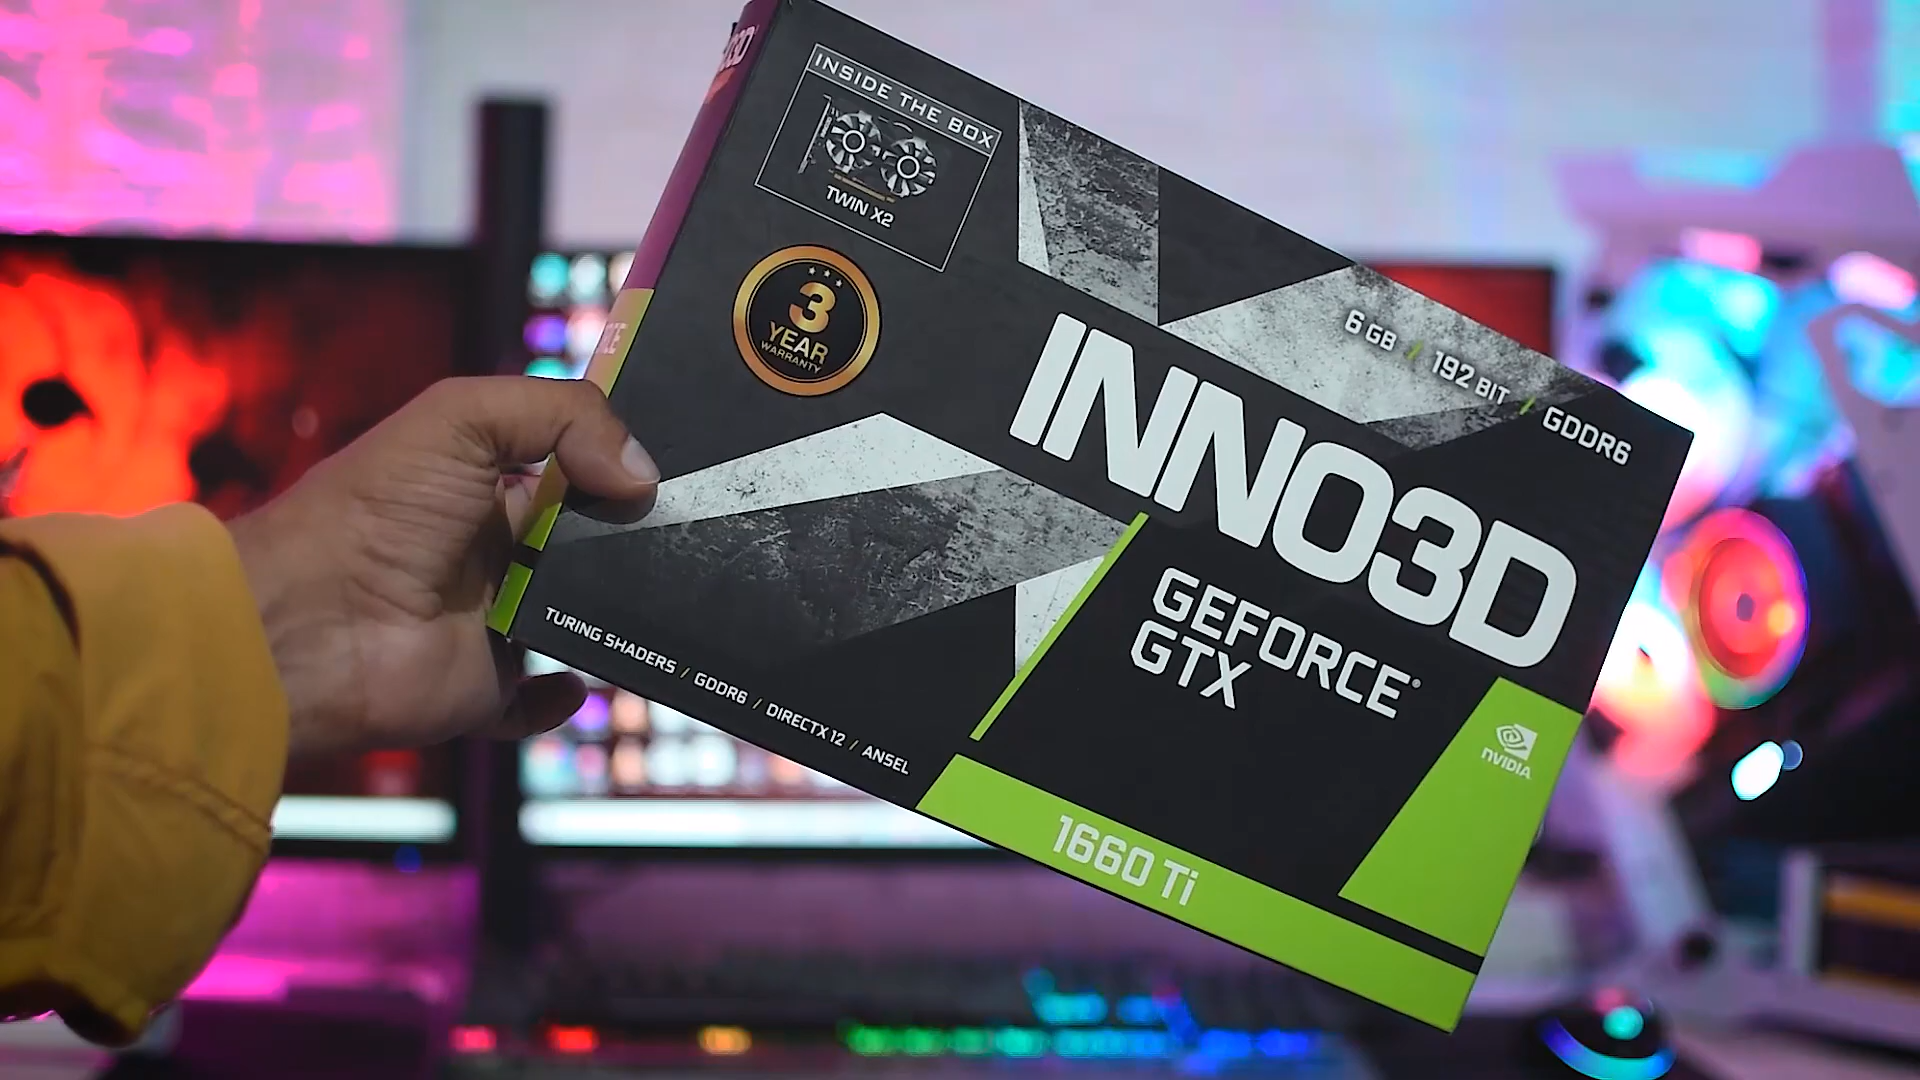 INSIDE THE BOX
TWIN X2
3
YEAR
WARRANTY
6 GB / 192 BIT / GDDR6
INNO3D
GEFORCE®
GTX
NVIDIA
1660 Ti
TURING SHADERS / GDDR6 / DIRECTX 12 / ANSEL